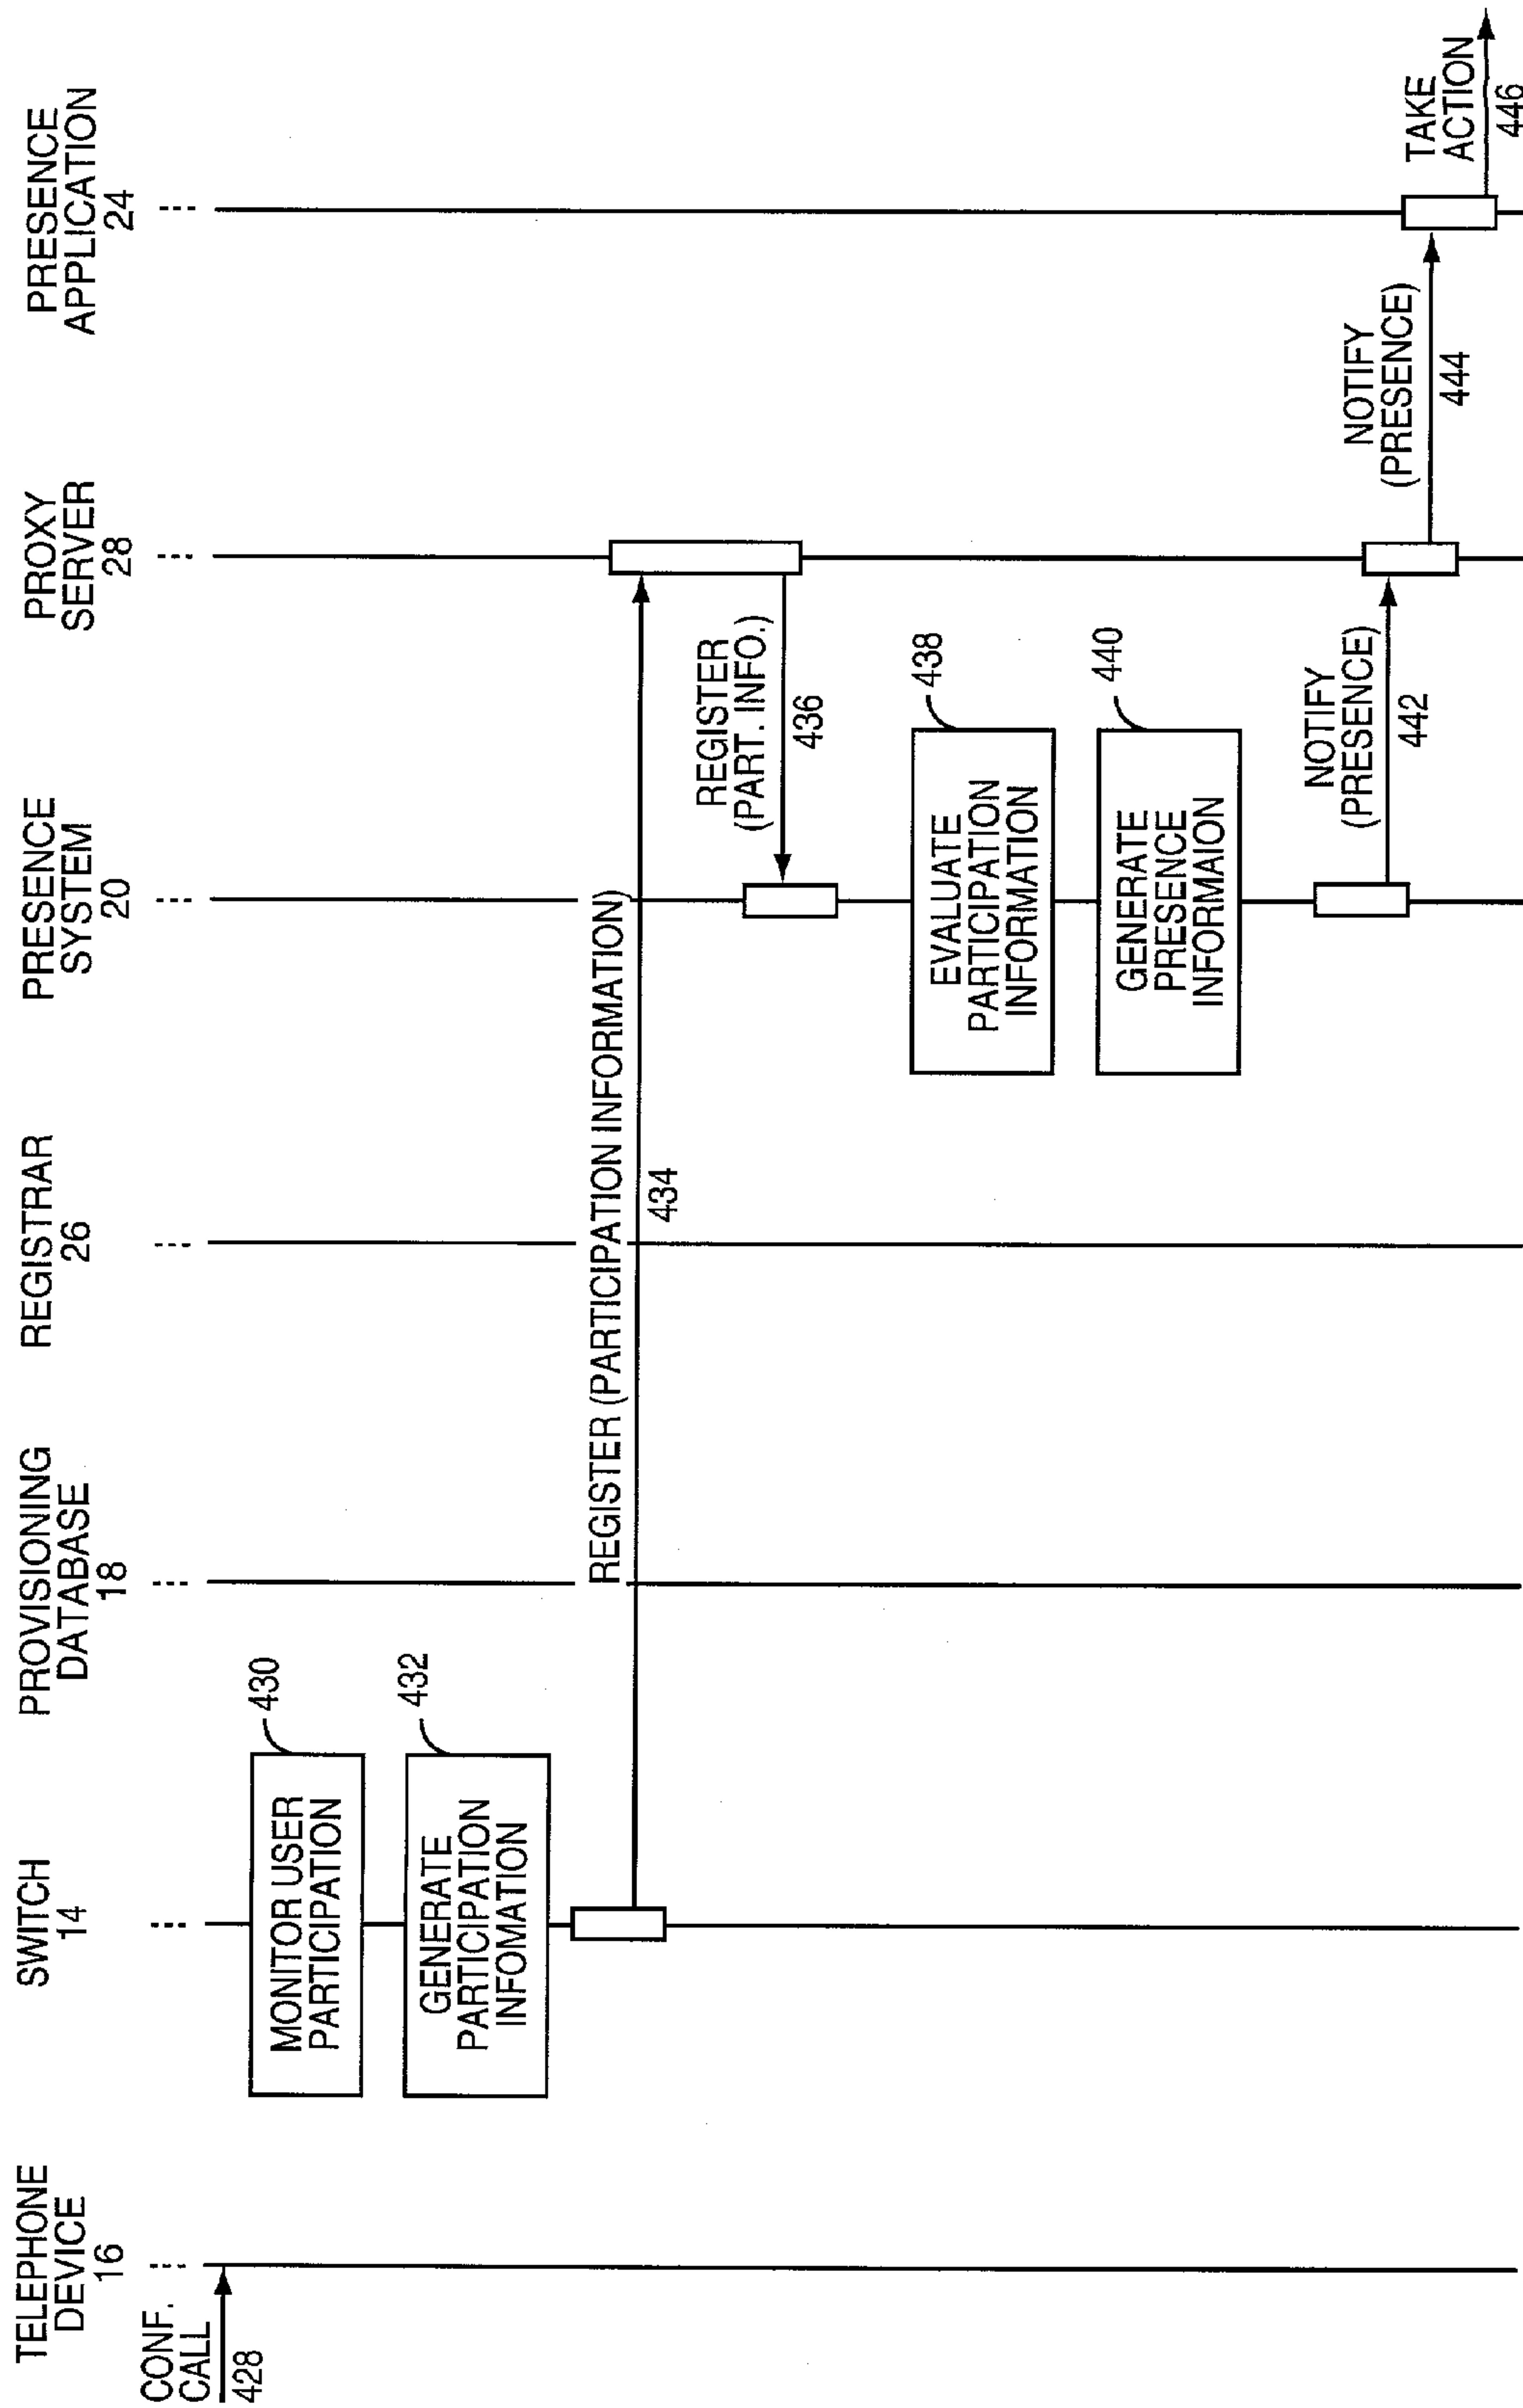 TELEPHONE
DEVICE
16
SWITCH
14
PROVISIONING
DATABASE
18
REGISTRAR
26
PRESENCE
SYSTEM
20
PROXY
SERVER
28
PRESENCE
APPLICATION
24
CONF.
CALL
428
MONITOR USER
PARTICIPATION
430
GENERATE
PARTICIPATION
INFOMATION
432
REGISTER (PARTICIPATION INFORMATION)
434
REGISTER
(PART. INFO.)
436
EVALUATE
PARTICIPATION
INFORMATION
438
GENERATE
PRESENCE
INFORMAION
440
NOTIFY
(PRESENCE)
442
NOTIFY
(PRESENCE)
444
TAKE
ACTION
446